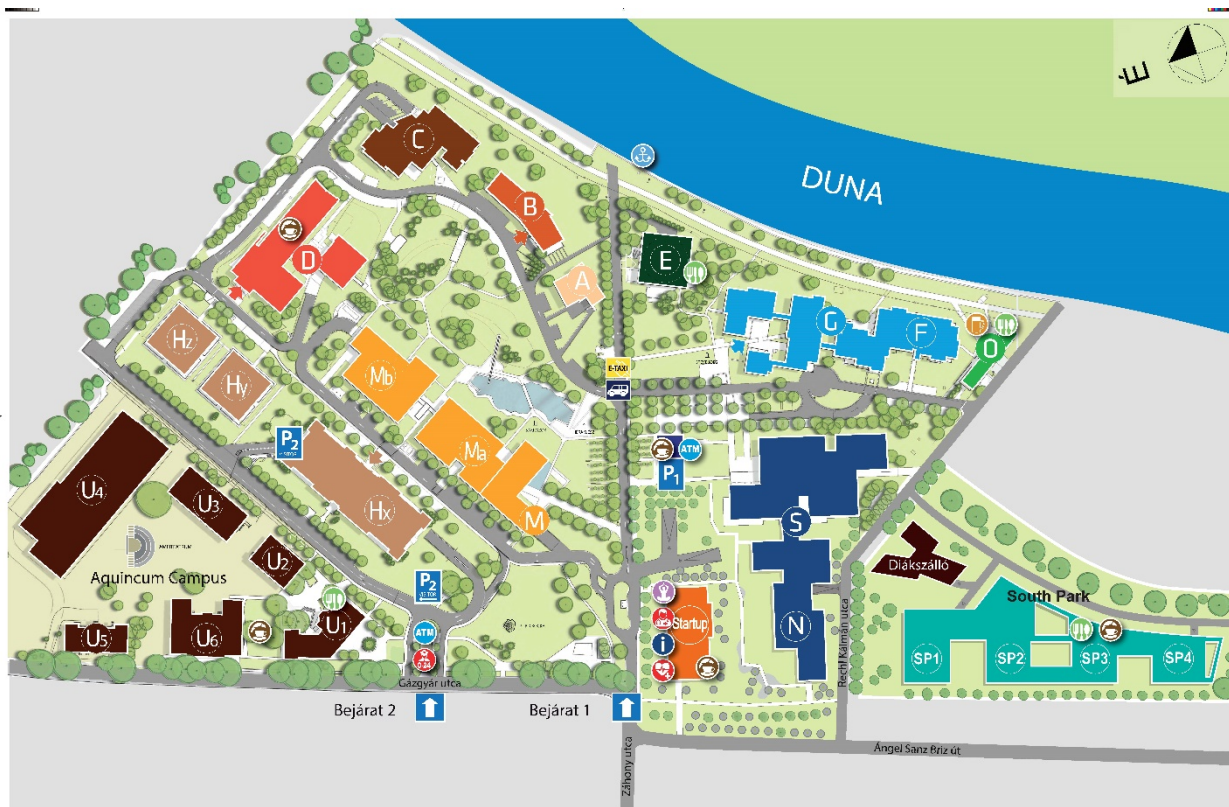 É
C
DUNA
B
D
E
A
G
F
O
Hz
Mb
E-TAXI
Hy
Ma
P2
ATM
P1
U4
Hx
M
S
U3
Aquincum Campus
U2
P2
Diákszálló
South Park
U1
Startup
N
U5
U6
ATM
0-24
i
SP1
SP2
SP3
SP4
Gázgyár utca
Rechl Kálmán utca
Bejárat 2
Bejárat 1
Záhony utca
Ángel Sanz Briz út